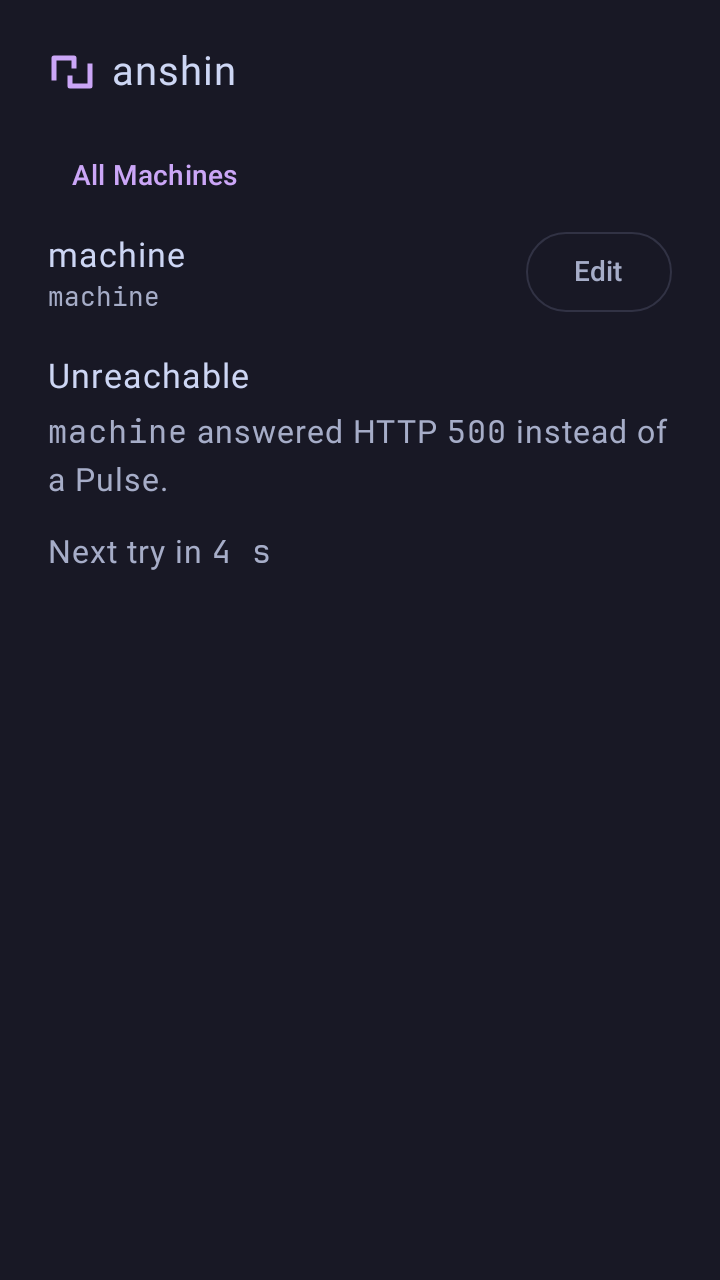 anshin
All Machines
machine
machine
Edit
Unreachable
machine answered HTTP 500 instead of
a Pulse.
Next try in 4 s